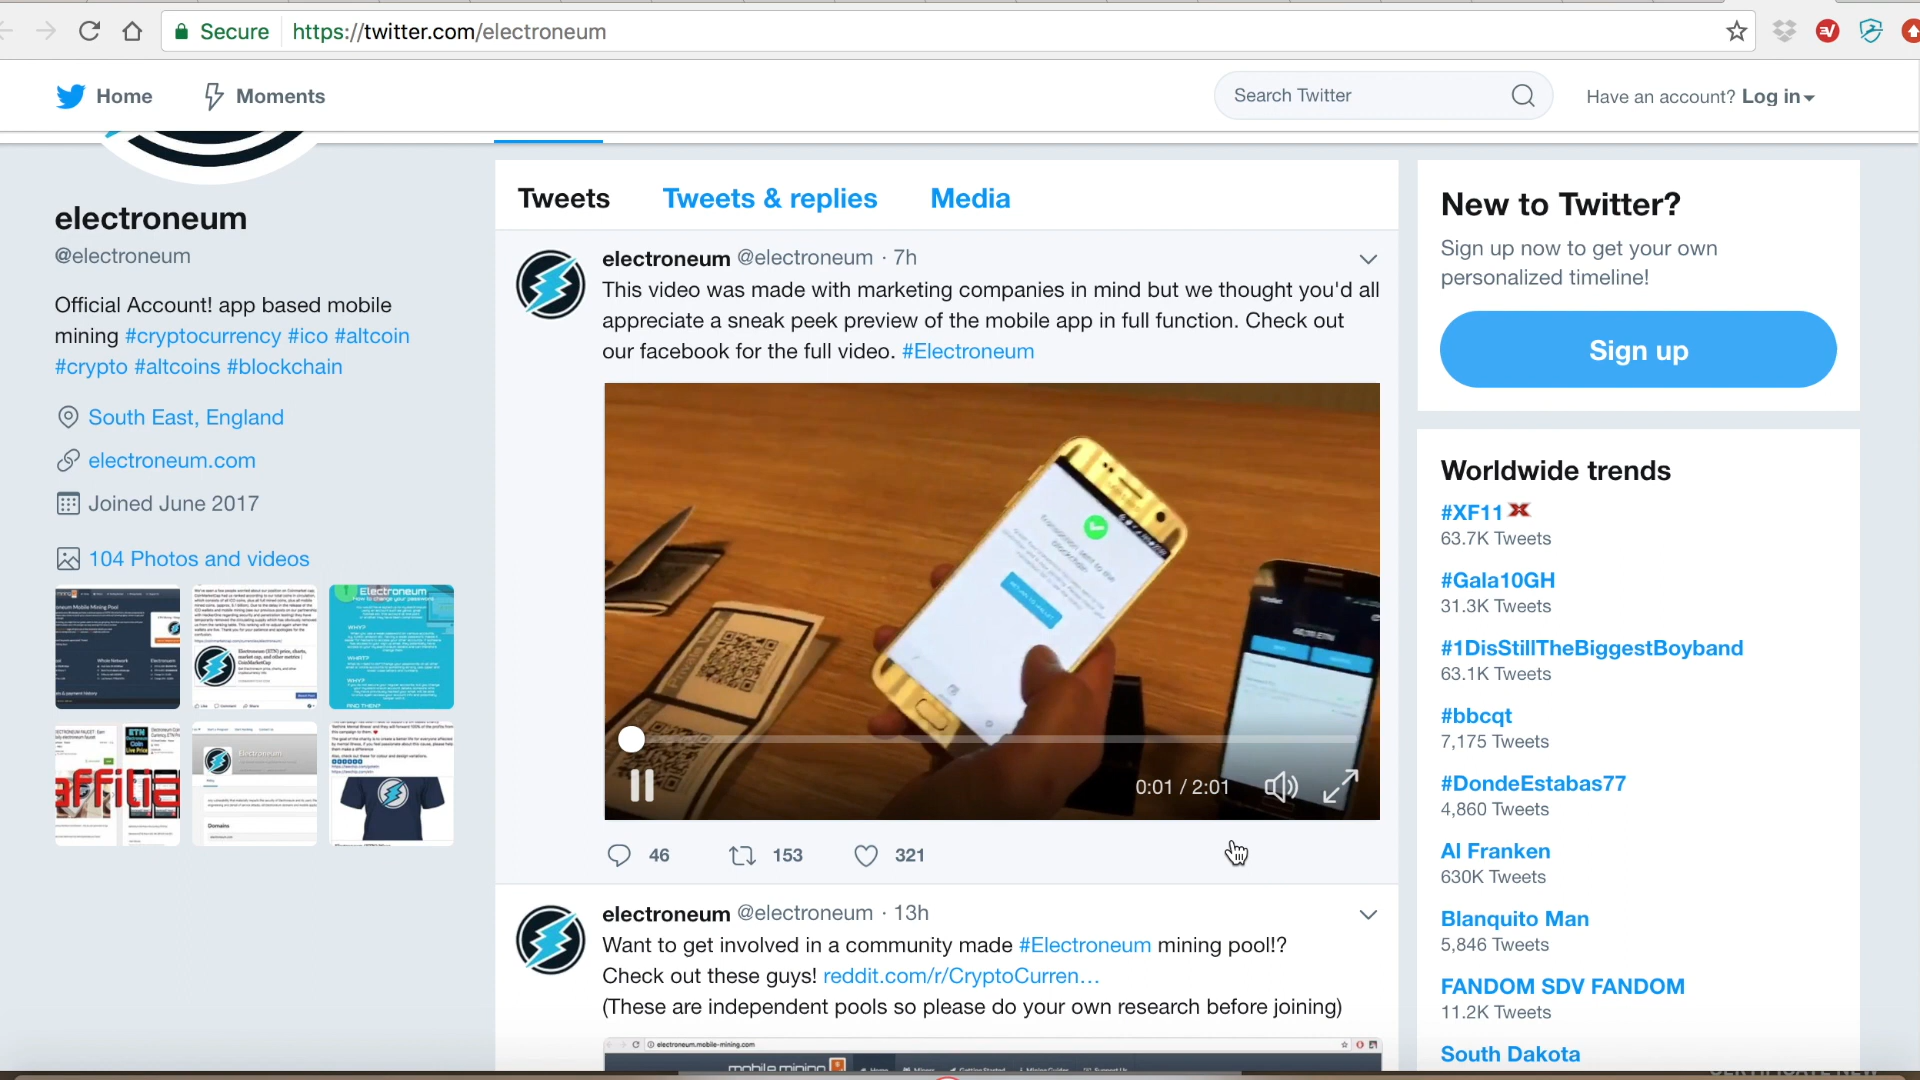 Secure https://twitter.com/electroneum
Home Moments
Search Twitter
Have an account? Log in
electroneum
@electroneum
Official Account! app based mobile
mining #cryptocurrency #ico #altcoin
#crypto #altcoins #blockchain
South East, England
electroneum.com
Joined June 2017
104 Photos and videos
Electroneum
affilia
Electroneum
Domains
Tweets Tweets & replies Media
electroneum @electroneum · 7h
This video was made with marketing companies in mind but we thought you'd all
appreciate a sneak peek preview of the mobile app in full function. Check out
our facebook for the full video. #Electroneum
0:01 / 2:01
46 153 321
electroneum @electroneum · 13h
Want to get involved in a community made #Electroneum mining pool!?
Check out these guys! reddit.com/r/CryptoCurren…
(These are independent pools so please do your own research before joining)
electroneum.mobile-mining.com
New to Twitter?
Sign up now to get your own
personalized timeline!
Sign up
Worldwide trends
#XF11
63.7K Tweets
#Gala10GH
31.3K Tweets
#1DisStillTheBiggestBoyband
63.1K Tweets
#bbcqt
7,175 Tweets
#DondeEstabas77
4,860 Tweets
Al Franken
630K Tweets
Blanquito Man
5,846 Tweets
FANDOM SDV FANDOM
11.2K Tweets
South Dakota